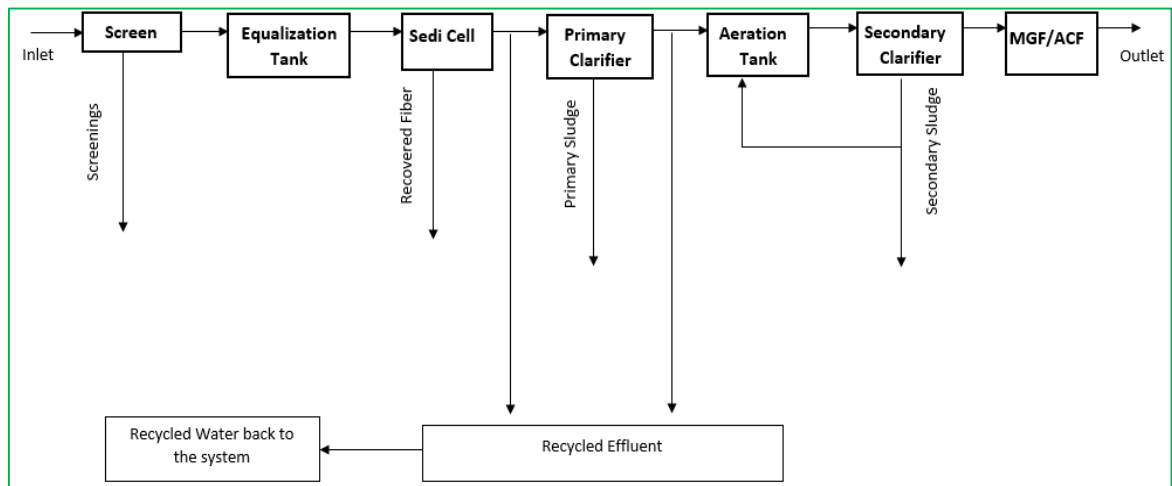 Inlet
Screen
Equalization
Tank
Sedi Cell
Primary
Clarifier
Aeration
Tank
Secondary
Clarifier
MGF/ACF
Outlet
Screenings
Recovered Fiber
Primary Sludge
Secondary Sludge
Recycled Water back to
the system
Recycled Effluent